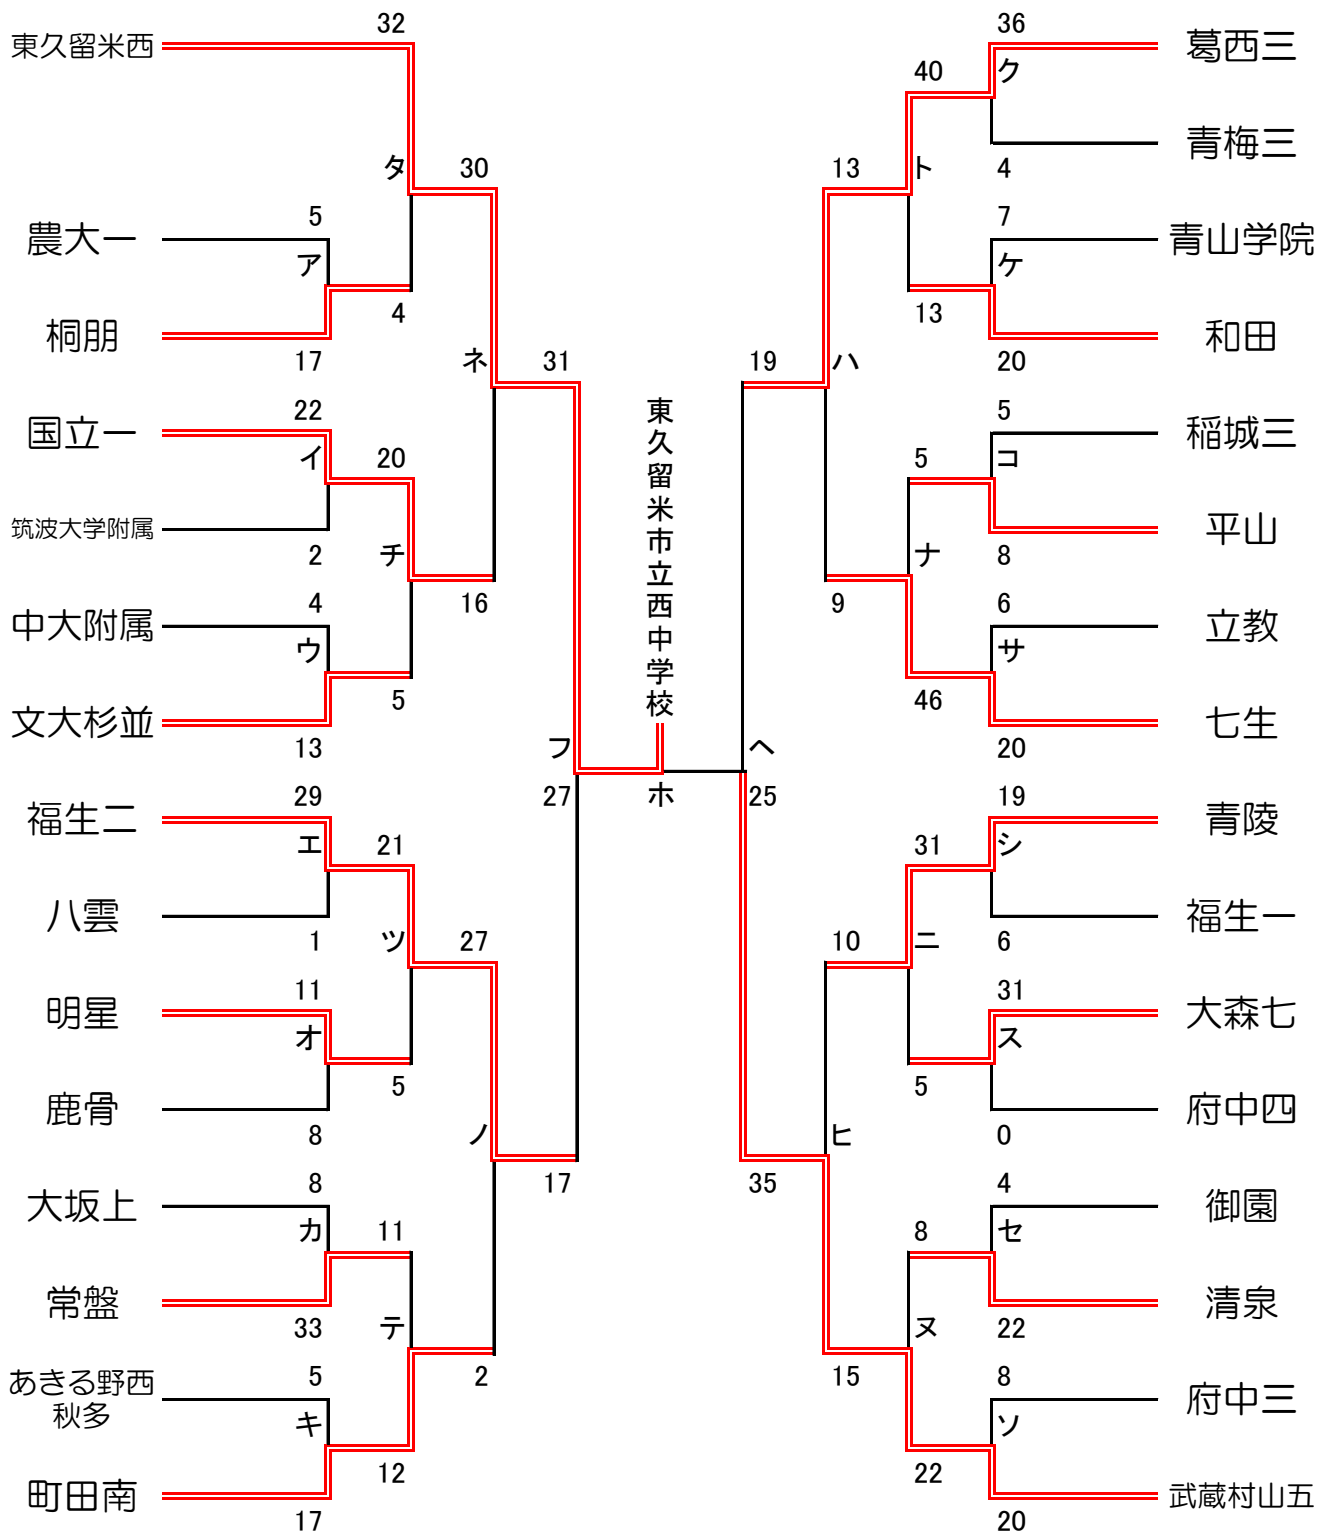 32
東久留米西
タ
30
5
農大一
ア
4
桐朋
17
ネ
31
22
国立一
イ
20
筑波大学附属
2
チ
16
4
中大附属
ウ
5
文大杉並
13
フ
27
29
福生二
エ
21
八雲
1
ツ
27
11
明星
オ
5
鹿骨
8
ノ
17
8
大坂上
カ
11
常盤
33
テ
2
5
あきる野西
秋多
キ
12
町田南
17
東久留米市立西中学校
ホ
36
葛西三
40
ク
青梅三
4
13
ト
7
青山学院
ケ
13
和田
20
19
ハ
5
稲城三
5
コ
平山
8
ナ
9
6
立教
サ
46
七生
20
ヘ
25
19
青陵
31
シ
福生一
6
10
ニ
31
大森七
ス
5
府中四
0
ヒ
35
4
御園
8
セ
清泉
22
ヌ
15
8
府中三
ソ
22
武蔵村山五
20